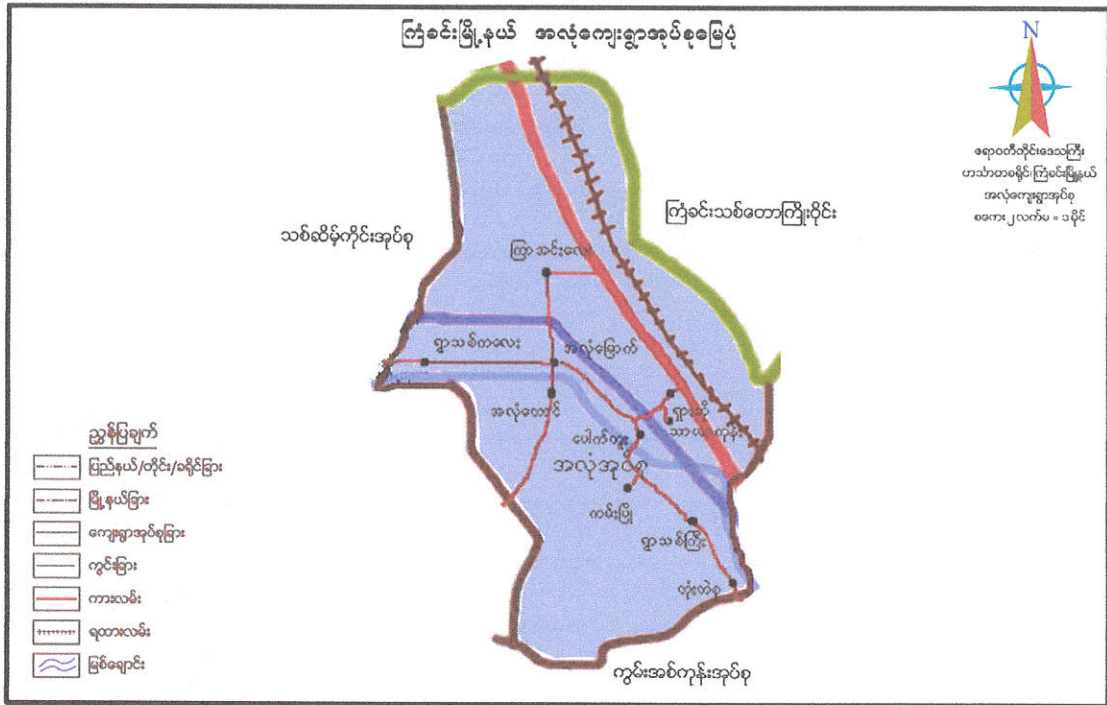 ကြံခင်းမြို့နယ် အလုံကျေးရွာအုပ်စုမြေပုံ
N
ဧရာဝတီတိုင်းဒေသကြီး
ဟင်္သာတခရိုင်၊ကြံခင်းမြို့နယ်
အလုံကျေးရွာအုပ်စု
စကေး ၂ လက်မ = ၁ မိုင်
ကြံခင်းသစ်တောကြိုးဝိုင်း
သစ်ဆိမ့်ကိုင်းအုပ်စု
ကြာအင်းလေး
ရွာသစ်ကလေး
အလုံမြောက်
အလုံတောင်
ရှားဘို
သာယာကုန်း
ပေါက်ကူး
အလုံအုပ်စု
ကမ်းပြို
ရွာသစ်ကြီး
တုံးတဲစု
ကွမ်းအစ်ကုန်းအုပ်စု
ညွှန်ပြချက်
ပြည်နယ်/တိုင်း/ခရိုင်ခြား
မြို့နယ်ခြား
ကျေးရွာအုပ်စုခြား
ကွင်းခြား
ကားလမ်း
ရထားလမ်း
မြစ်ချောင်း